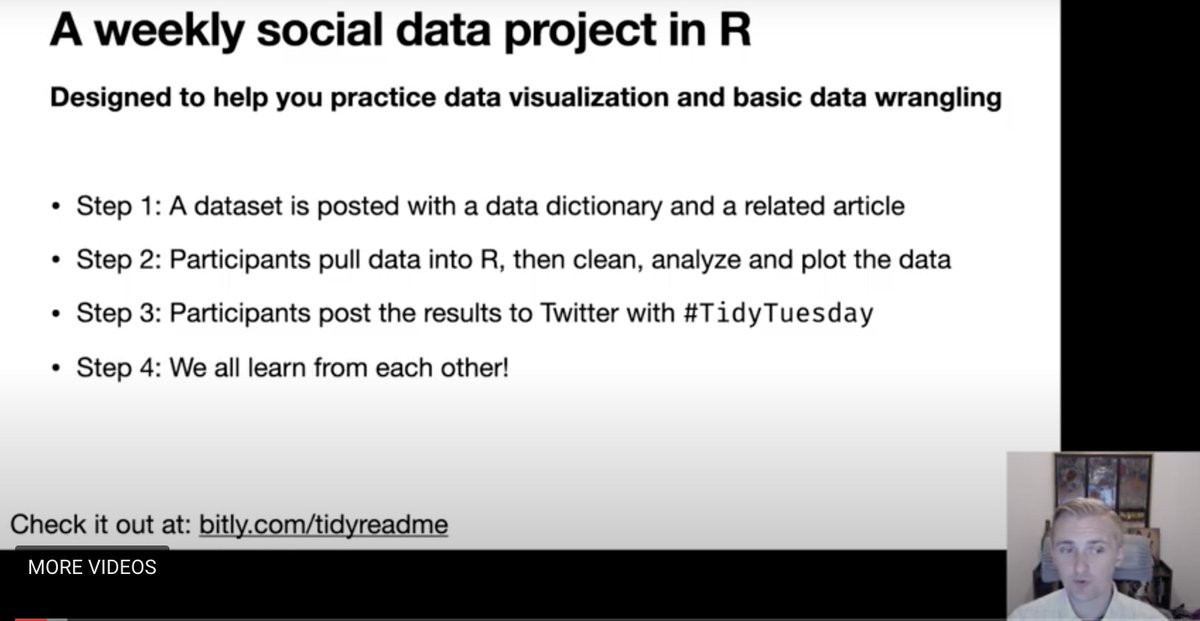 A weekly social data project in R
Designed to help you practice data visualization and basic data wrangling
• Step 1: A dataset is posted with a data dictionary and a related article
• Step 2: Participants pull data into R, then clean, analyze and plot the data
• Step 3: Participants post the results to Twitter with #TidyTuesday
• Step 4: We all learn from each other!
Check it out at: bitly.com/tidyreadme
MORE VIDEOS